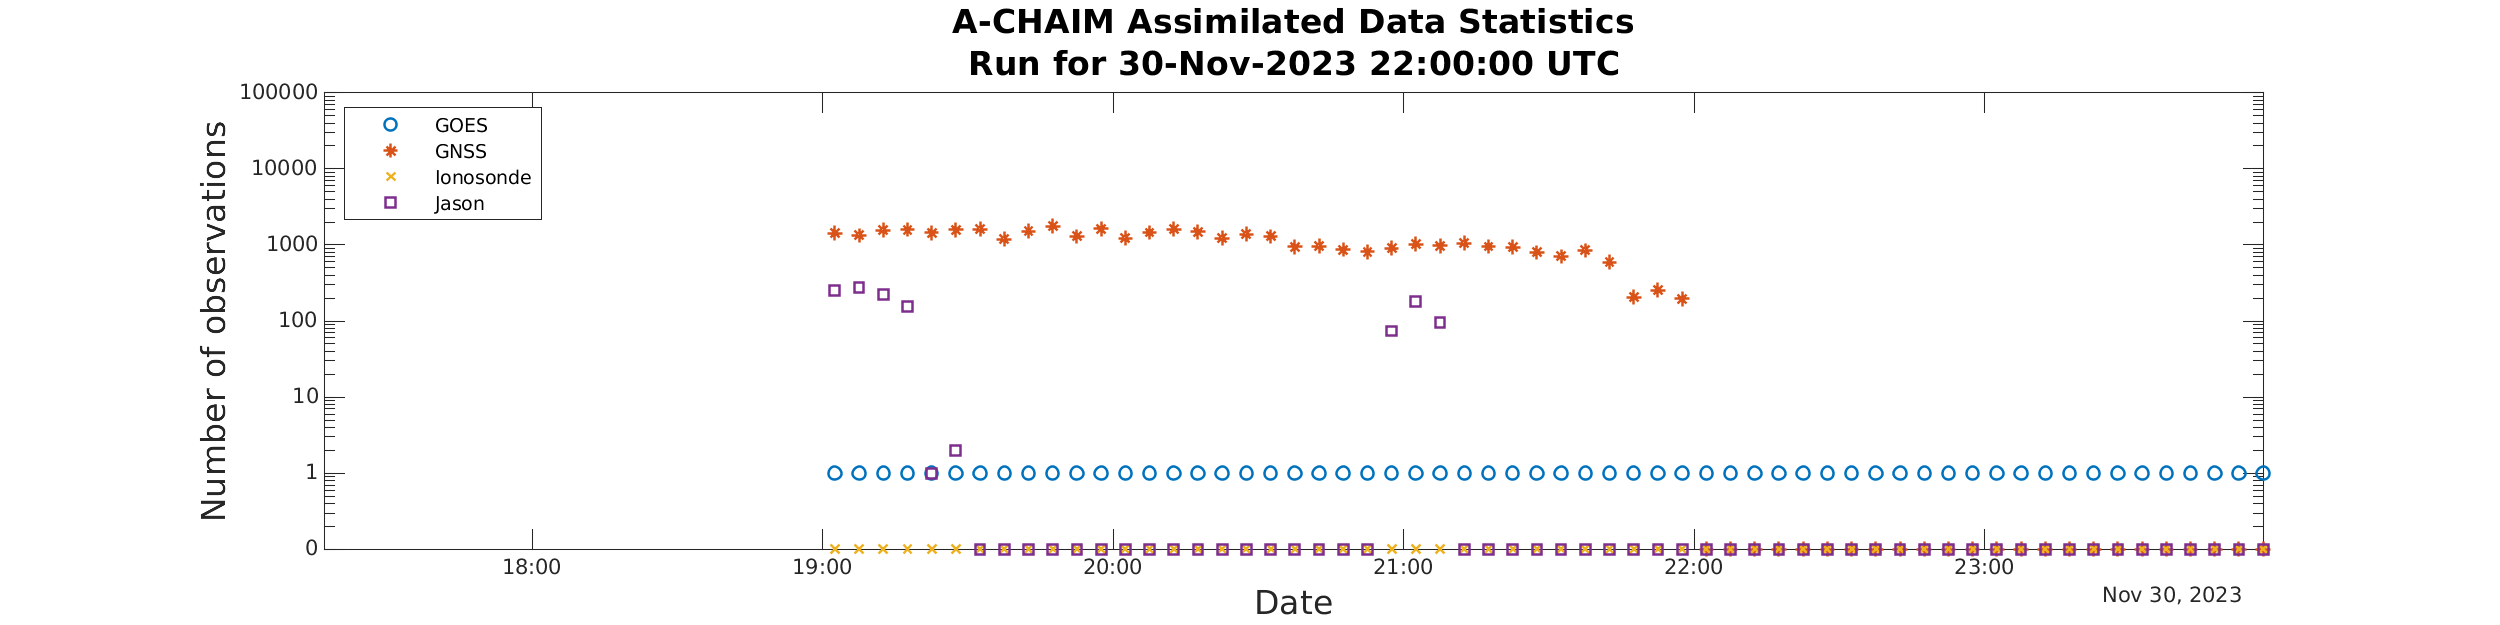 A-CHAIM Assimilated Data Statistics
Run for 30-Nov-2023 22:00:00 UTC
Number of observations
100000
10000
1000
100
10
1
0
GOES
GNSS
Ionosonde
Jason
18:00 19:00 20:00 21:00 22:00 23:00
Date
Nov 30, 2023